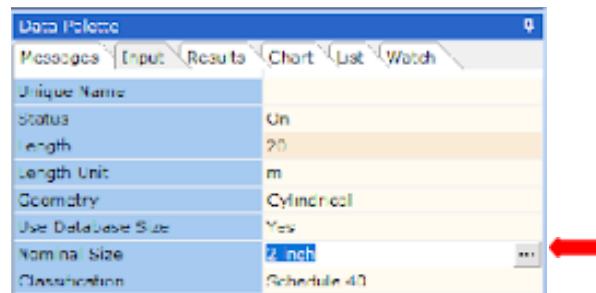 Data Palette
Messages Input Results Chart List Watch
Unique Name
Status On
Length 20
Length Unit m
Geometry Cylindrical
Use Database Size Yes
Nominal Size 2 inch ...
Classification Schedule 40